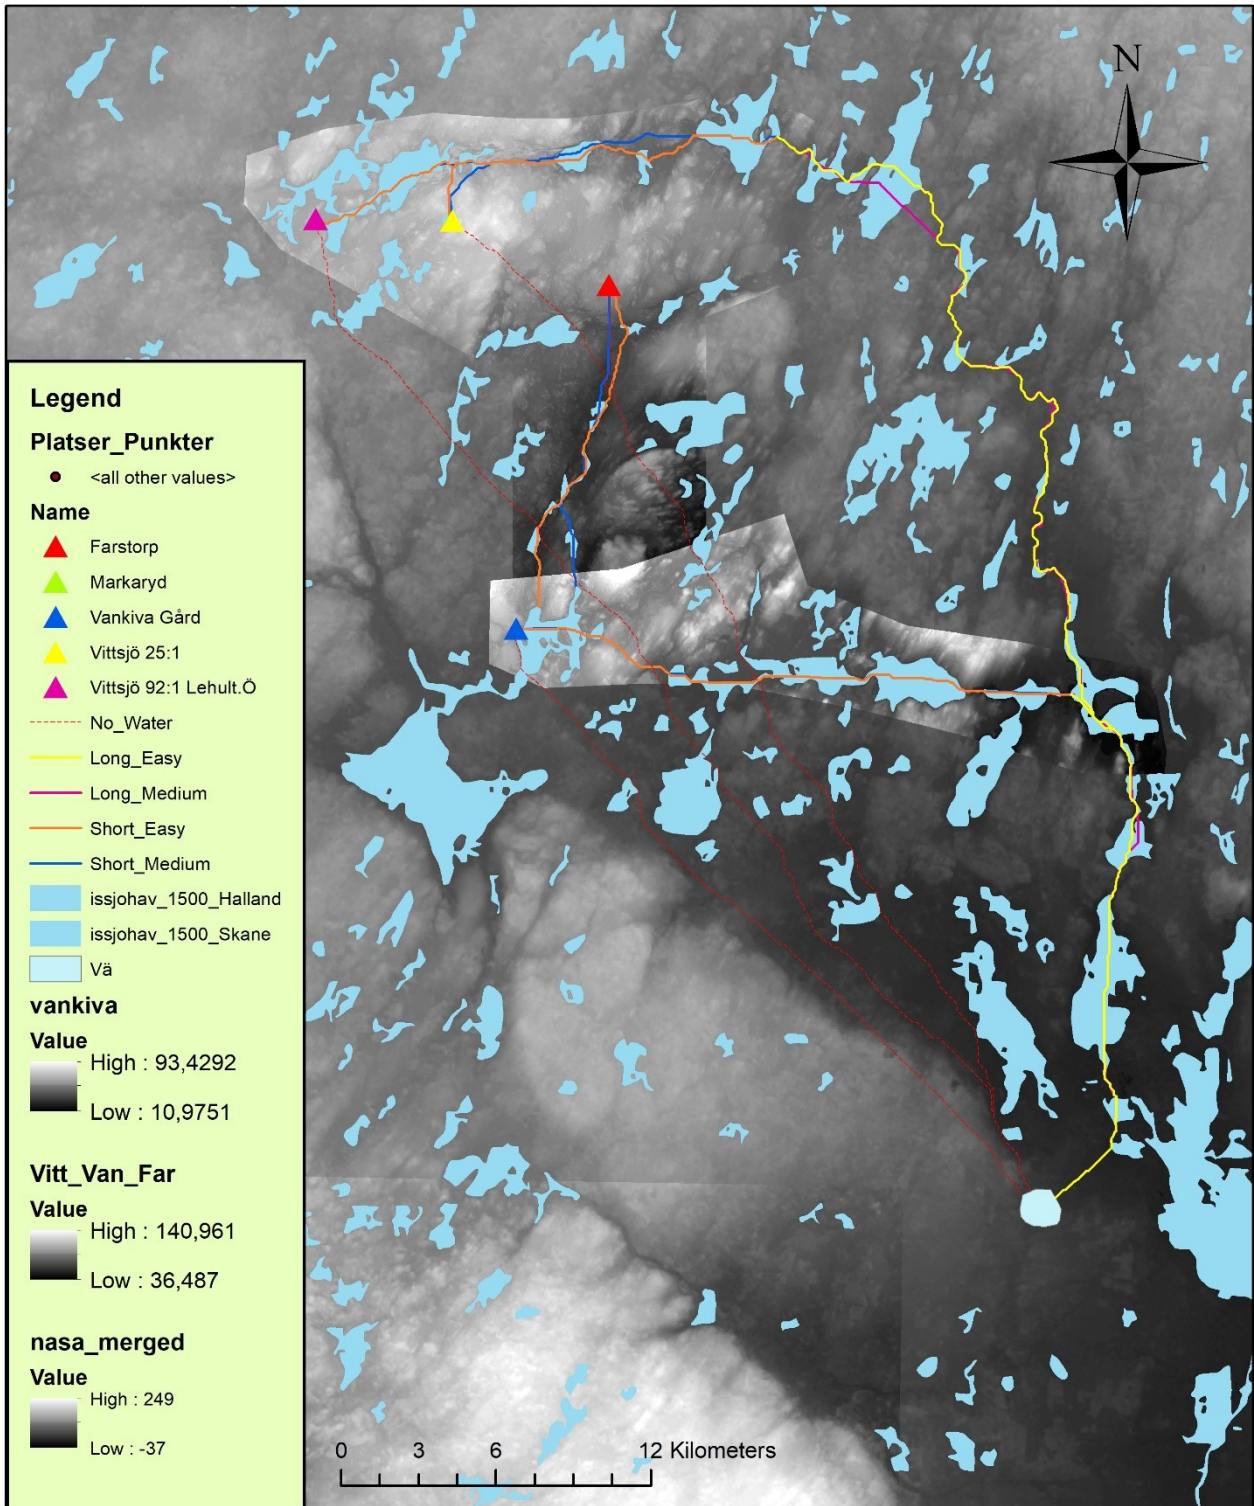 N
Legend
Platser_Punkter
<all other values>
Name
Farstorp
Markaryd
Vankiva Gård
Vittsjö 25:1
Vittsjö 92:1 Lehult.Ö
No_Water
Long_Easy
Long_Medium
Short_Easy
Short_Medium
issjohav_1500_Halland
issjohav_1500_Skane
Vä
vankiva
Value
High : 93,4292
Low : 10,9751
Vitt_Van_Far
Value
High : 140,961
Low : 36,487
nasa_merged
Value
High : 249
Low : -37
0 3 6 12 Kilometers